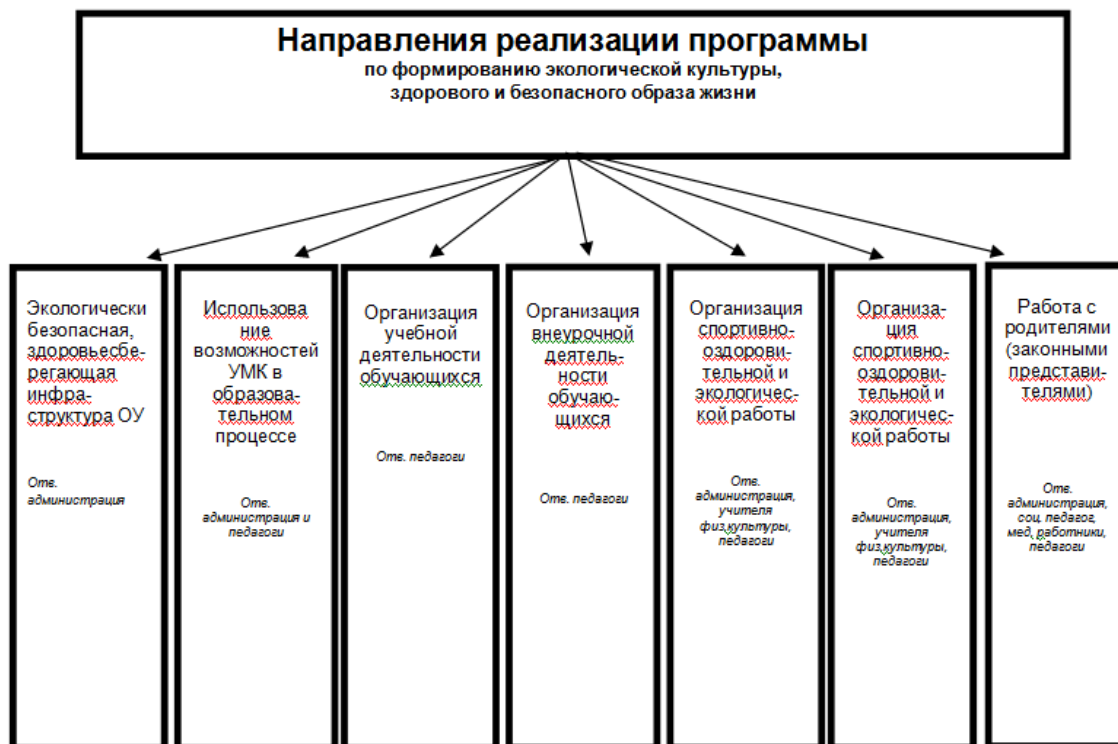 Направления реализации программы
по формированию экологической культуры,
здорового и безопасного образа жизни
Экологически
безопасная,
здоровьесбе-
регающая
инфра-
структура ОУ
Отв.
администрация
Использова
ние
возможностей
УМК в
образова-
тельном
процессе
Отв.
администрация и
педагоги
Организация
учебной
деятельности
обучающихся
Отв. педагоги
Организация
внеурочной
деятель-
ности
обучаю-
щихся
Отв. педагоги
Организация
спортивно-
оздорови-
тельной и
экологичес-
кой работы
Отв.
администрация,
учителя
физ.культуры,
педагоги
Организа-
ция
спортивно-
оздорови-
тельной и
экологичес-
кой работы
Отв.
администрация,
учителя
физ.культуры,
педагоги
Работа с
родителями
(законными
представи-
телями)
Отв.
администрация,
соц. педагог,
мед. работники,
педагоги